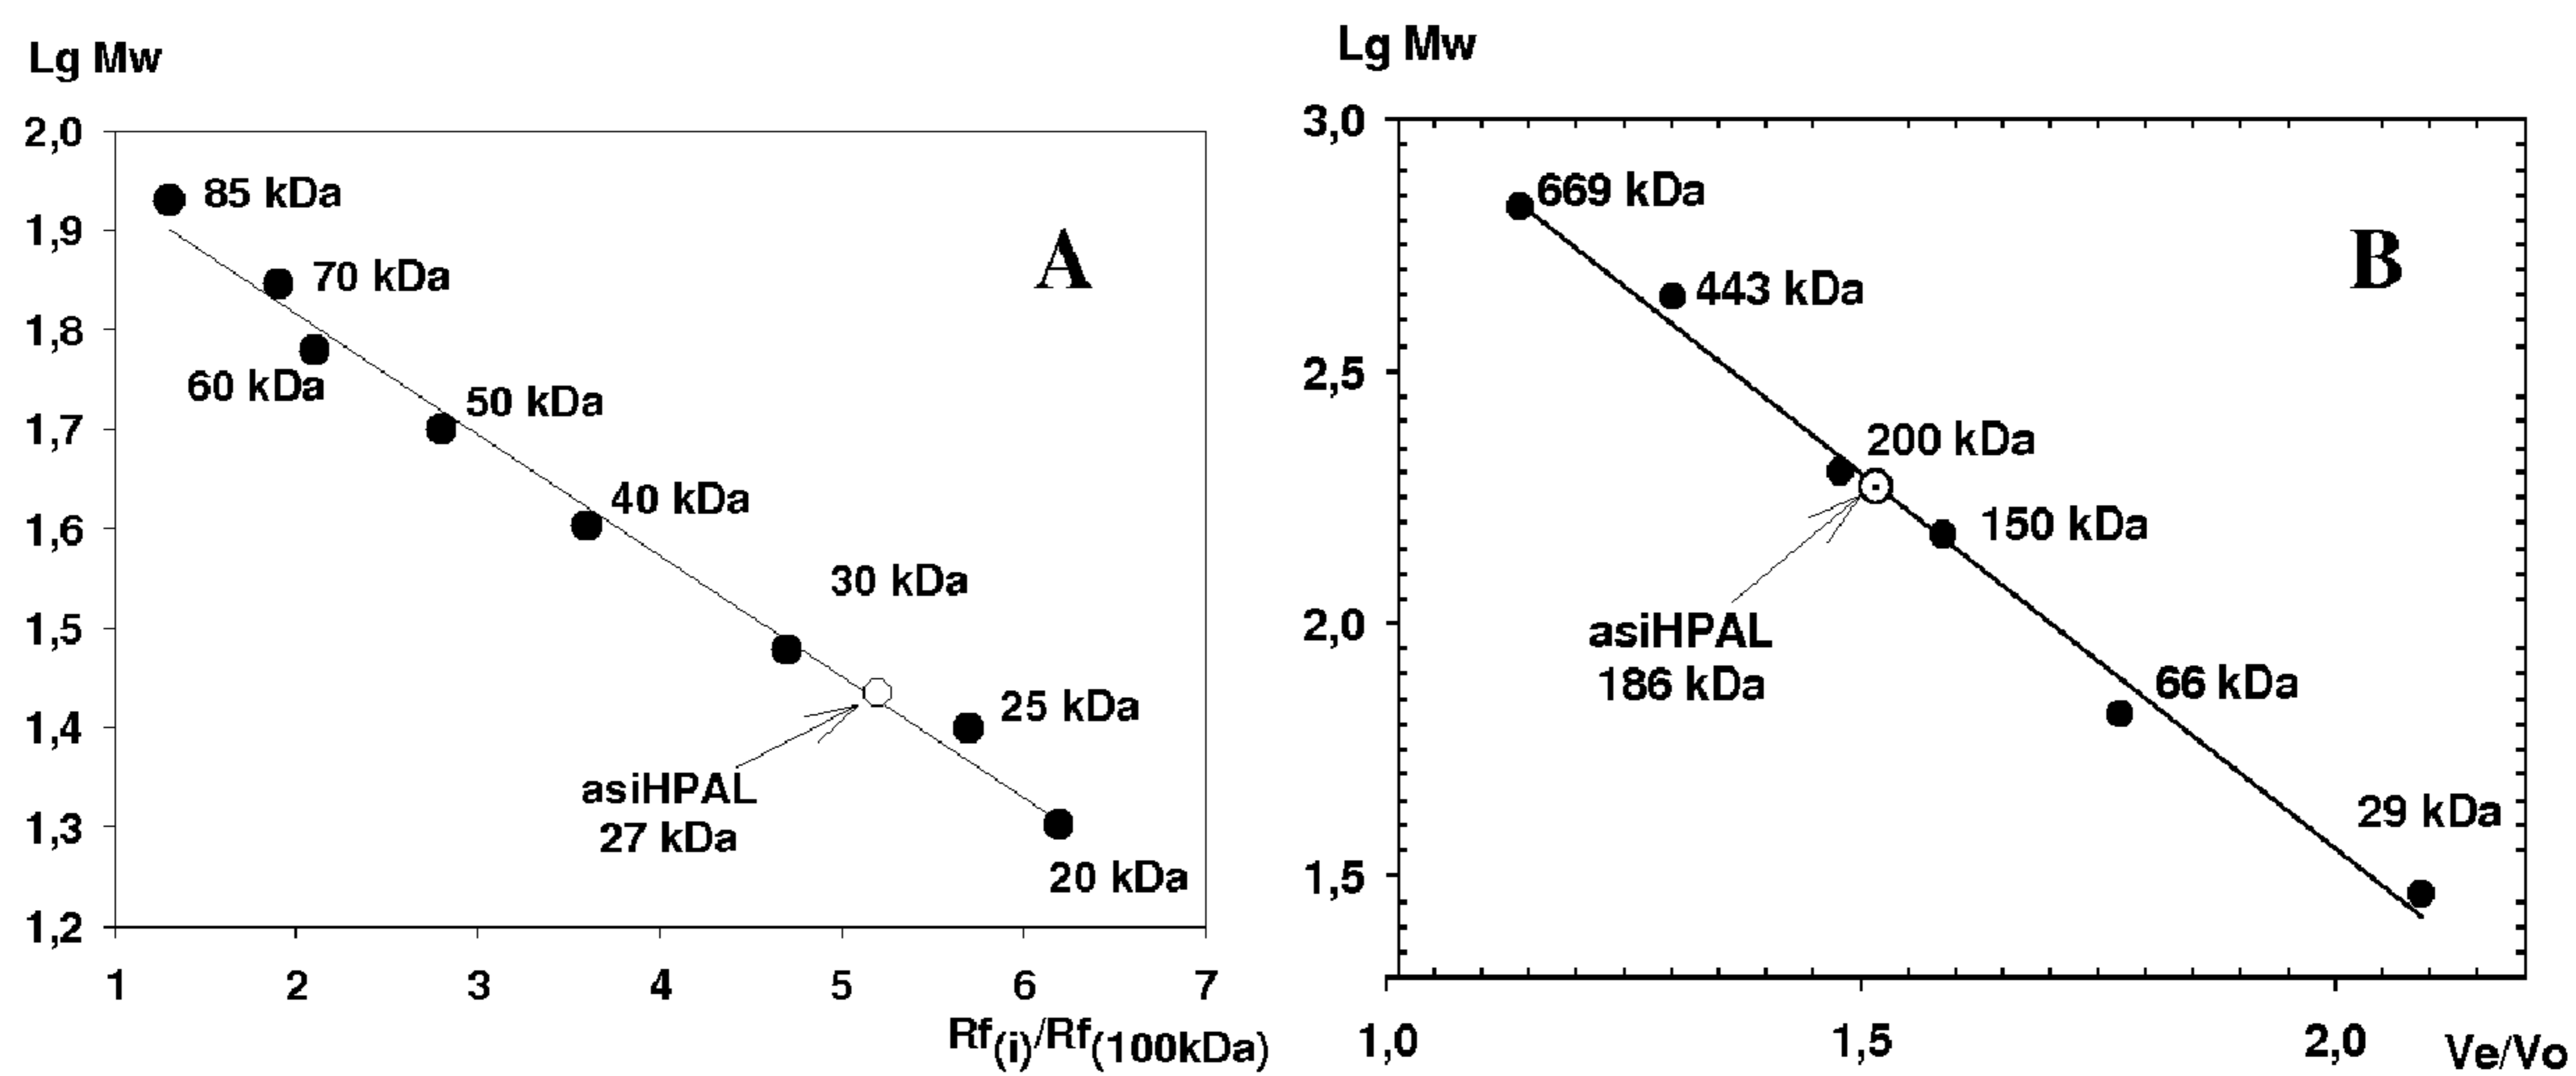 Lg Mw
2,0
1,9
1,8
1,7
1,6
1,5
1,4
1,3
1,2
85 kDa
70 kDa
60 kDa
50 kDa
40 kDa
30 kDa
25 kDa
20 kDa
asiHPAL
27 kDa
A
1 2 3 4 5 6 7
Rf(i)/Rf(100kDa)
Lg Mw
3,0
2,5
2,0
1,5
669 kDa
443 kDa
200 kDa
150 kDa
66 kDa
29 kDa
asiHPAL
186 kDa
B
1,0 1,5 2,0
Ve/Vo